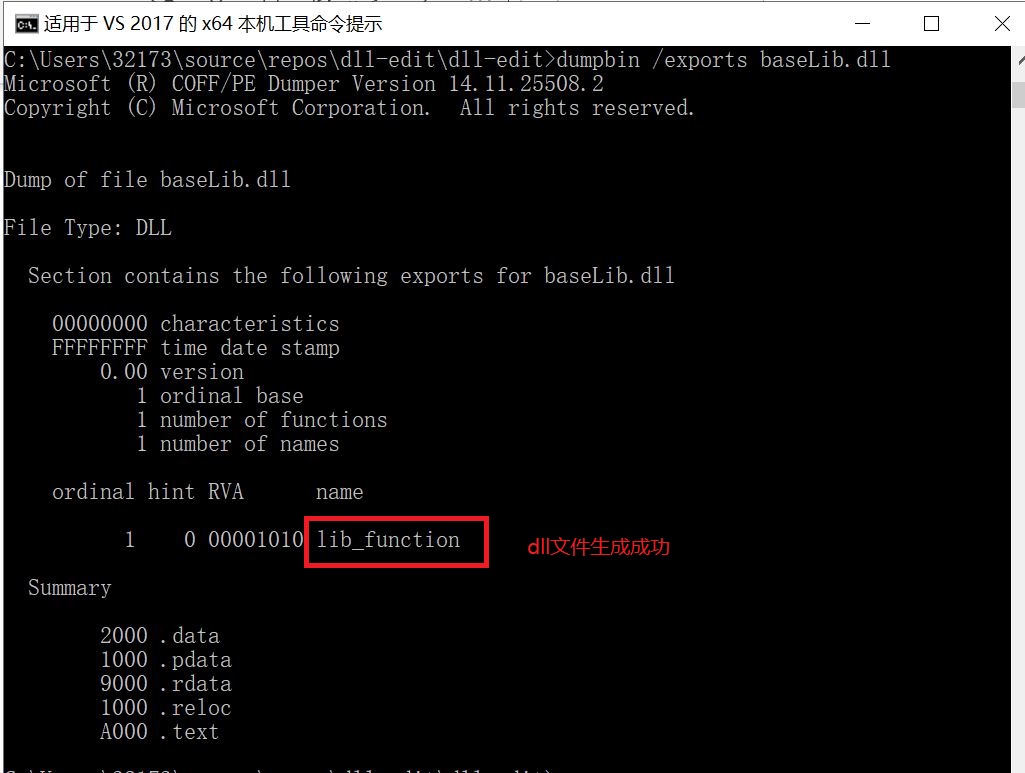 适用于 VS 2017 的 x64 本机工具命令提示
C:\Users\32173\source\repos\dll-edit\dll-edit>dumpbin /exports baseLib.dll
Microsoft (R) COFF/PE Dumper Version 14.11.25508.2
Copyright (C) Microsoft Corporation.  All rights reserved.
Dump of file baseLib.dll
File Type: DLL
Section contains the following exports for baseLib.dll
00000000 characteristics
FFFFFFFF time date stamp
0.00 version
1 ordinal base
1 number of functions
1 number of names
ordinal hint RVA      name
1    0 00001010 lib_function
dll文件生成成功
Summary
2000 .data
1000 .pdata
9000 .rdata
1000 .reloc
A000 .text